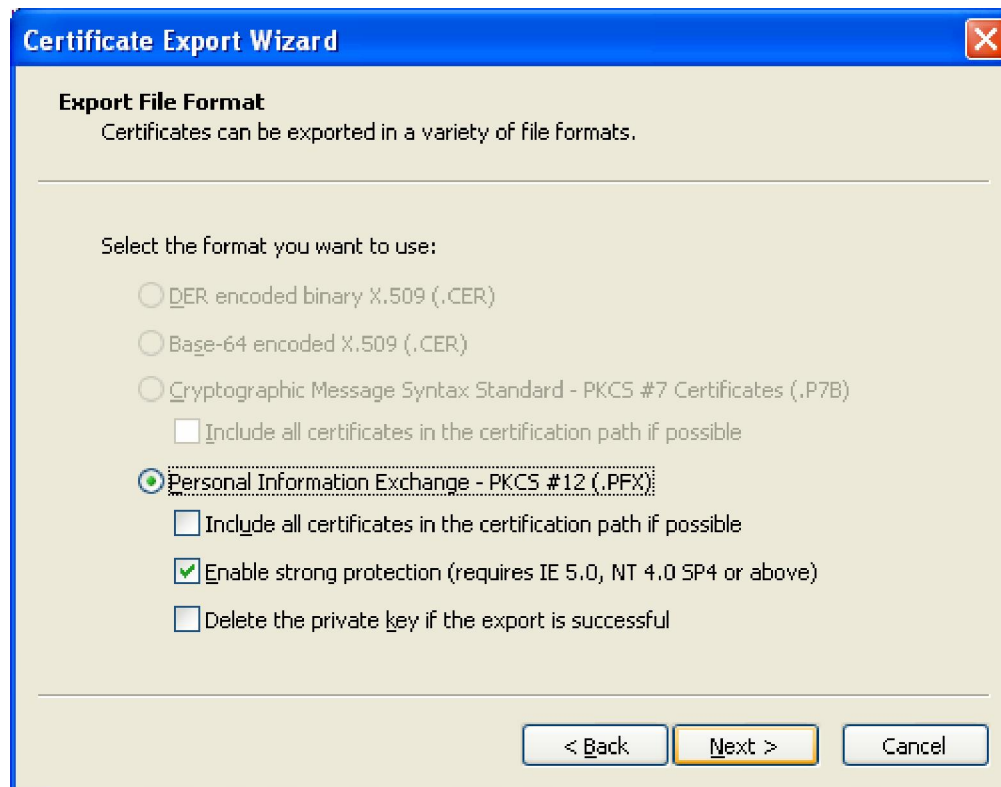 Certificate Export Wizard
Export File Format
Certificates can be exported in a variety of file formats.
Select the format you want to use:
DER encoded binary X.509 (.CER)
Base-64 encoded X.509 (.CER)
Cryptographic Message Syntax Standard - PKCS #7 Certificates (.P7B)
Include all certificates in the certification path if possible
Personal Information Exchange - PKCS #12 (.PFX)
Include all certificates in the certification path if possible
Enable strong protection (requires IE 5.0, NT 4.0 SP4 or above)
Delete the private key if the export is successful
< Back Next > Cancel